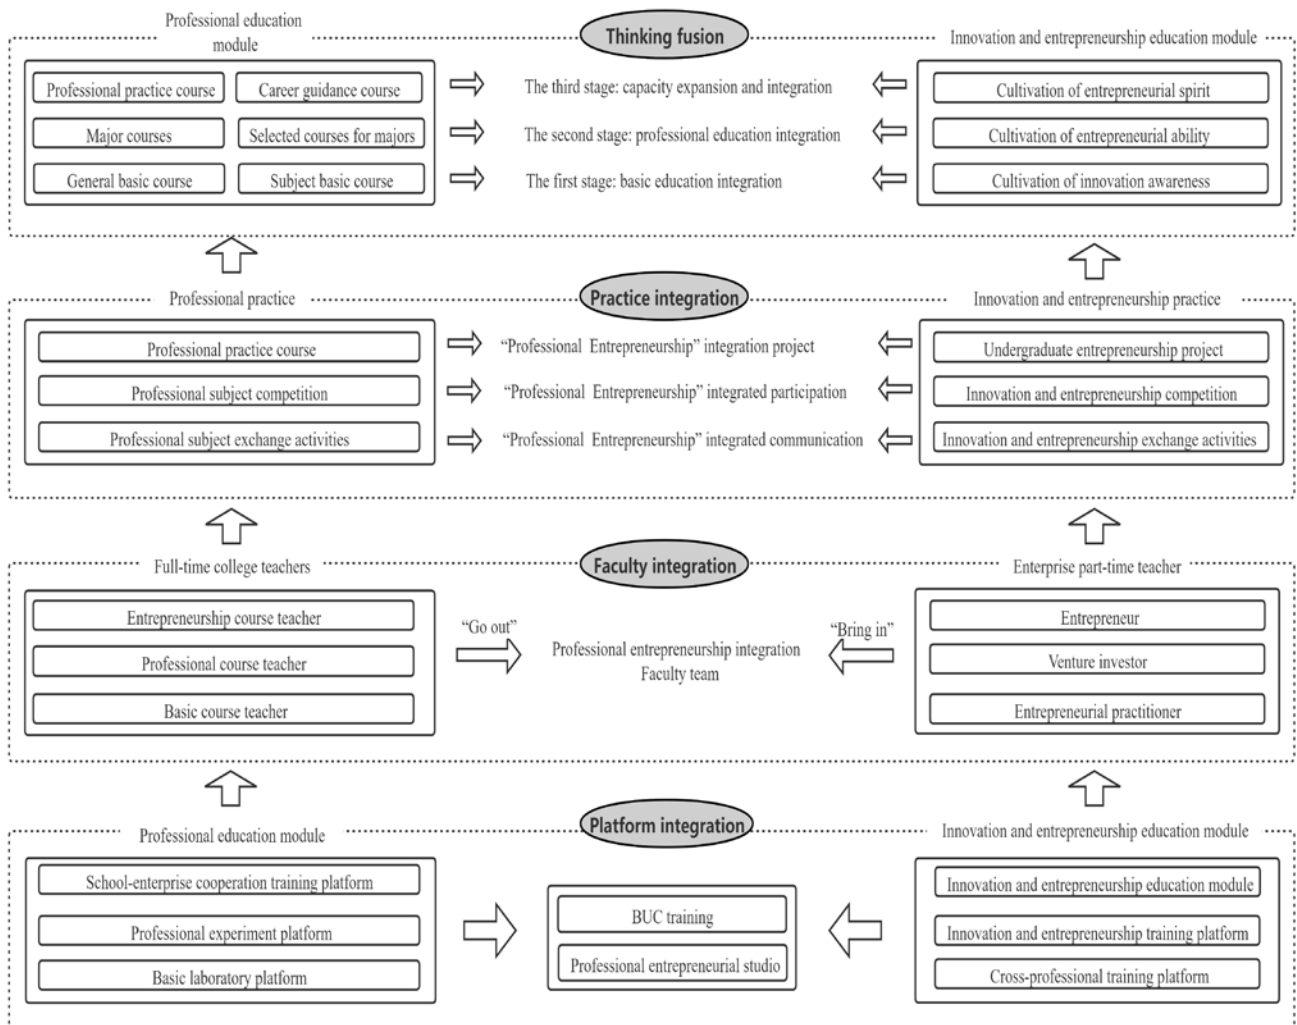 Professional education
module
Thinking fusion
Innovation and entrepreneurship education module
Professional practice course
Career guidance course
The third stage: capacity expansion and integration
Cultivation of entrepreneurial spirit
Major courses
Selected courses for majors
The second stage: professional education integration
Cultivation of entrepreneurial ability
General basic course
Subject basic course
The first stage: basic education integration
Cultivation of innovation awareness
Professional practice
Practice integration
Innovation and entrepreneurship practice
Professional practice course
“Professional Entrepreneurship” integration project
Undergraduate entrepreneurship project
Professional subject competition
“Professional Entrepreneurship” integrated participation
Innovation and entrepreneurship competition
Professional subject exchange activities
“Professional Entrepreneurship” integrated communication
Innovation and entrepreneurship exchange activities
Full-time college teachers
Faculty integration
Enterprise part-time teacher
Entrepreneurship course teacher
“Go out”
“Bring in”
Entrepreneur
Professional course teacher
Professional entrepreneurship integration
Faculty team
Venture investor
Basic course teacher
Entrepreneurial practitioner
Professional education module
Platform integration
Innovation and entrepreneurship education module
School-enterprise cooperation training platform
Innovation and entrepreneurship education module
BUC training
Professional experiment platform
Innovation and entrepreneurship training platform
Professional entrepreneurial studio
Basic laboratory platform
Cross-professional training platform